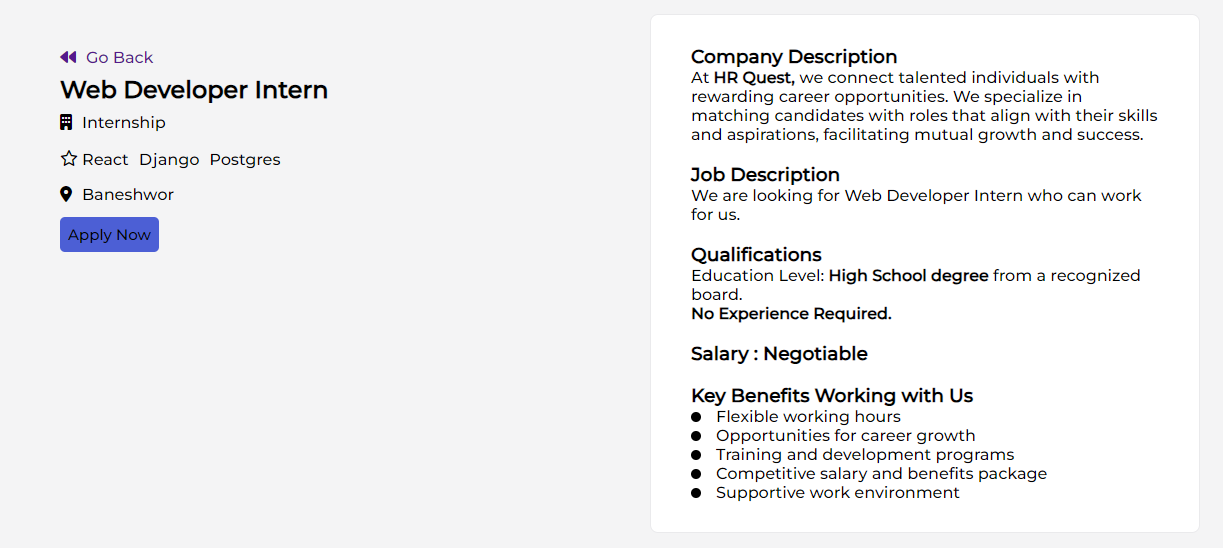 Go Back
Web Developer Intern
Internship
React Django Postgres
Baneshwor
Apply Now
Company Description
At HR Quest, we connect talented individuals with
rewarding career opportunities. We specialize in
matching candidates with roles that align with their skills
and aspirations, facilitating mutual growth and success.
Job Description
We are looking for Web Developer Intern who can work
for us.
Qualifications
Education Level: High School degree from a recognized
board.
No Experience Required.
Salary : Negotiable
Key Benefits Working with Us
Flexible working hours
Opportunities for career growth
Training and development programs
Competitive salary and benefits package
Supportive work environment